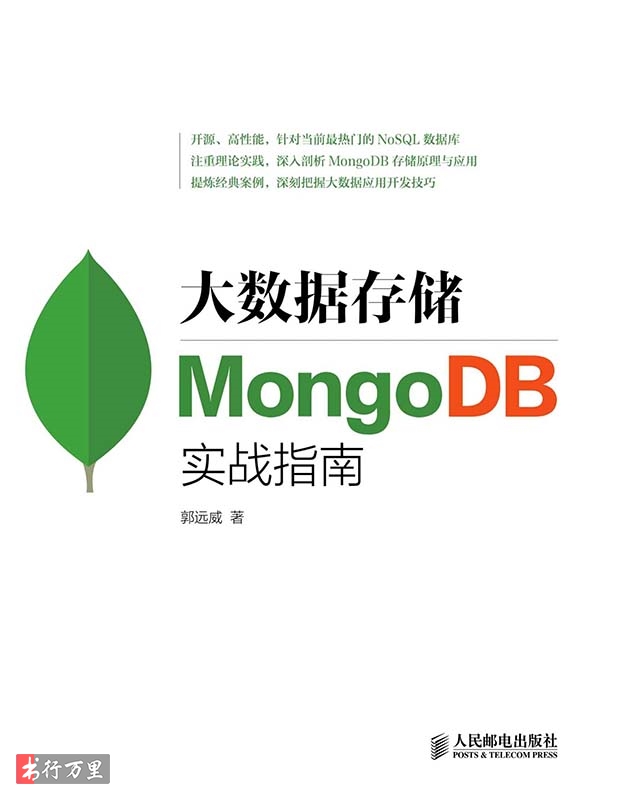 开源、高性能，针对当前最热门的 NoSQL 数据库
注重理论实践，深入剖析 MongoDB 存储原理与应用
提炼经典案例，深刻把握大数据应用开发技巧
大数据存储
MongoDB
实战指南
郭远威 著
人民邮电出版社
POSTS & TELECOM PRESS
书行万里